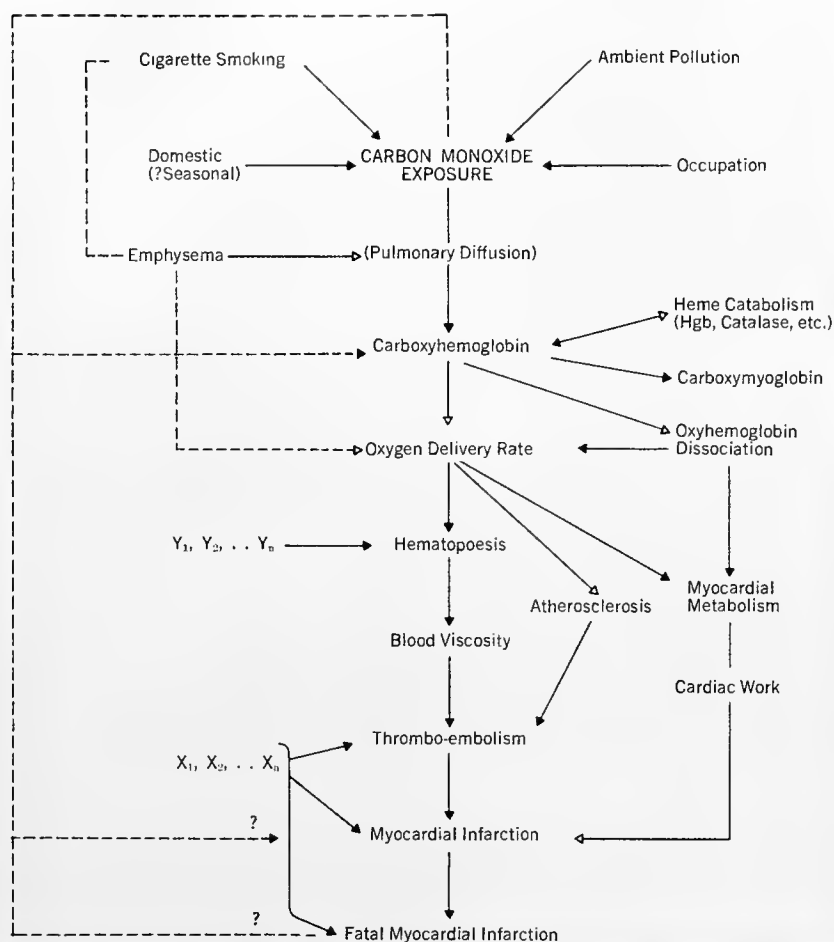 Cigarette Smoking
Ambient Pollution
Domestic
(?Seasonal)
CARBON MONOXIDE
EXPOSURE
Occupation
Emphysema
(Pulmonary Diffusion)
Heme Catabolism
(Hgb, Catalase, etc.)
Carboxyhemoglobin
Carboxymyoglobin
Oxyhemoglobin
Dissociation
Oxygen Delivery Rate
Y₁, Y₂, . . Yₙ
Hematopoesis
Atherosclerosis
Myocardial
Metabolism
Blood Viscosity
Cardiac Work
Thrombo-embolism
X₁, X₂, . . Xₙ
?
Myocardial Infarction
?
Fatal Myocardial Infarction